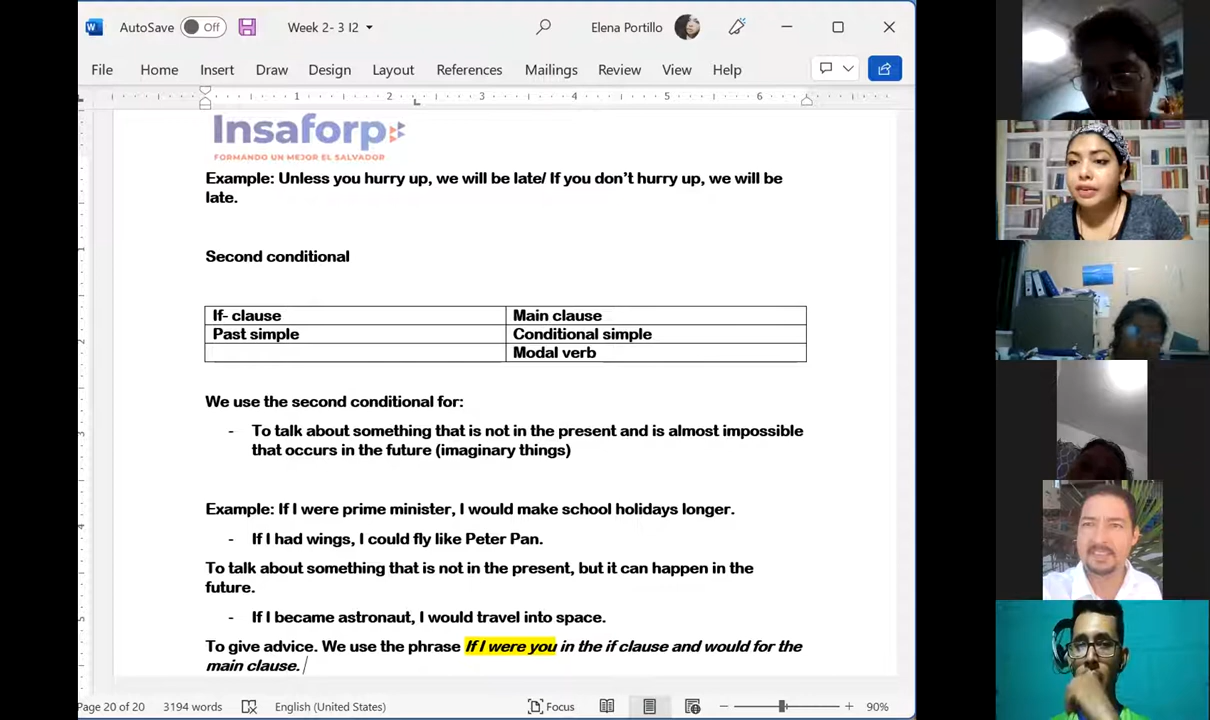 AutoSave Off Week 2- 3 I2 Elena Portillo
File Home Insert Draw Design Layout References Mailings Review View Help
1 2 3 4 5 6
Insaforp
FORMANDO UN MEJOR EL SALVADOR
Example: Unless you hurry up, we will be late/ If you don't hurry up, we will be
late.
Second conditional
If- clause Main clause
Past simple Conditional simple
Modal verb
We use the second conditional for:
- To talk about something that is not in the present and is almost impossible
that occurs in the future (imaginary things)
Example: If I were prime minister, I would make school holidays longer.
- If I had wings, I could fly like Peter Pan.
To talk about something that is not in the present, but it can happen in the
future.
- If I became astronaut, I would travel into space.
To give advice. We use the phrase If I were you in the if clause and would for the
main clause.
Page 20 of 20 3194 words English (United States) Focus 90%